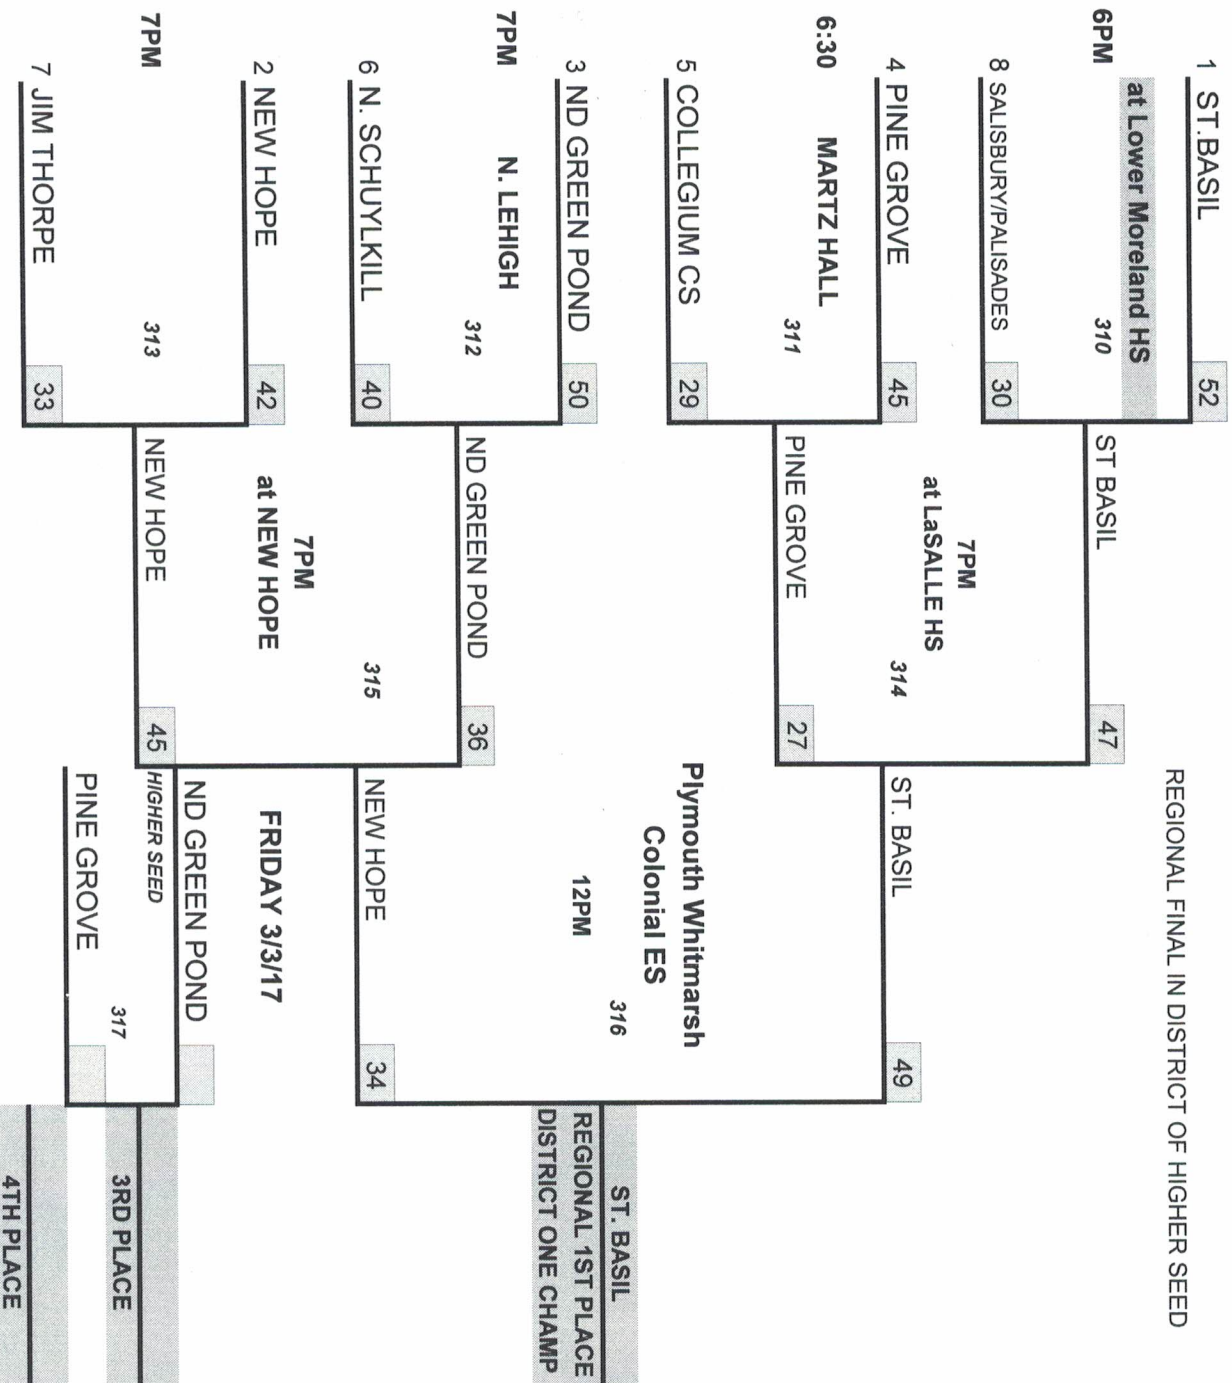 REGIONAL FINAL IN DISTRICT OF HIGHER SEED
1 ST.BASIL
52
at Lower Moreland HS
6PM
310
ST BASIL
47
8 SALISBURY/PALISADES
30
7PM
at LaSALLE HS
314
ST. BASIL
49
4 PINE GROVE
45
6:30
MARTZ HALL
311
PINE GROVE
27
5 COLLEGIUM CS
29
Plymouth Whitmarsh
Colonial ES
12PM
316
ST. BASIL
REGIONAL 1ST PLACE
DISTRICT ONE CHAMP
3 ND GREEN POND
50
7PM
N. LEHIGH
312
ND GREEN POND
36
6 N. SCHUYLKILL
40
315
NEW HOPE
34
7PM
at NEW HOPE
2 NEW HOPE
42
7PM
313
NEW HOPE
45
7 JIM THORPE
33
FRIDAY 3/3/17
ND GREEN POND
HIGHER SEED
317
3RD PLACE
PINE GROVE
4TH PLACE